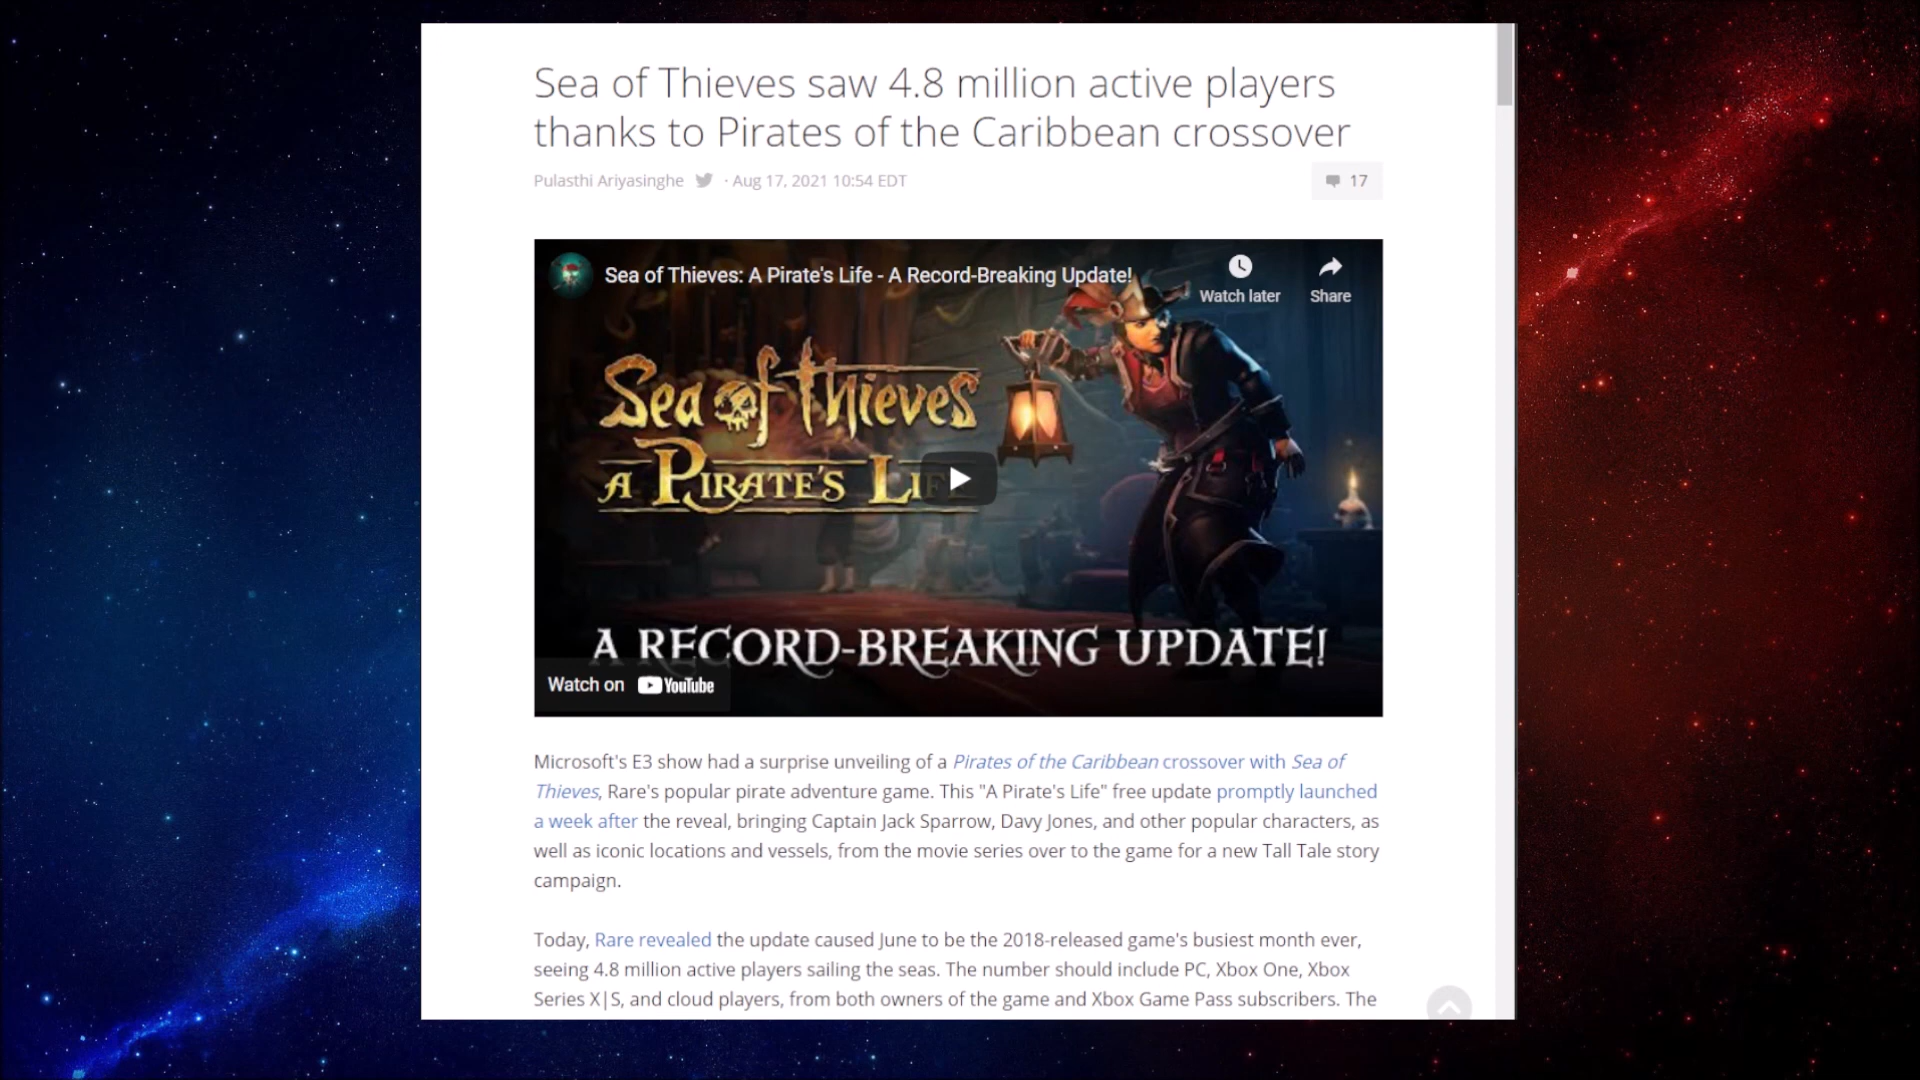 Sea of Thieves saw 4.8 million active players
thanks to Pirates of the Caribbean crossover
Pulasthi Ariyasinghe · Aug 17, 2021 10:54 EDT
17
Sea of Thieves: A Pirate's Life - A Record-Breaking Update!
Watch later
Share
Sea of Thieves
A Pirate's Life
A RECORD-BREAKING UPDATE!
Watch on YouTube
Microsoft's E3 show had a surprise unveiling of a Pirates of the Caribbean crossover with Sea of
Thieves, Rare's popular pirate adventure game. This "A Pirate's Life" free update promptly launched
a week after the reveal, bringing Captain Jack Sparrow, Davy Jones, and other popular characters, as
well as iconic locations and vessels, from the movie series over to the game for a new Tall Tale story
campaign.
Today, Rare revealed the update caused June to be the 2018-released game's busiest month ever,
seeing 4.8 million active players sailing the seas. The number should include PC, Xbox One, Xbox
Series X|S, and cloud players, from both owners of the game and Xbox Game Pass subscribers. The